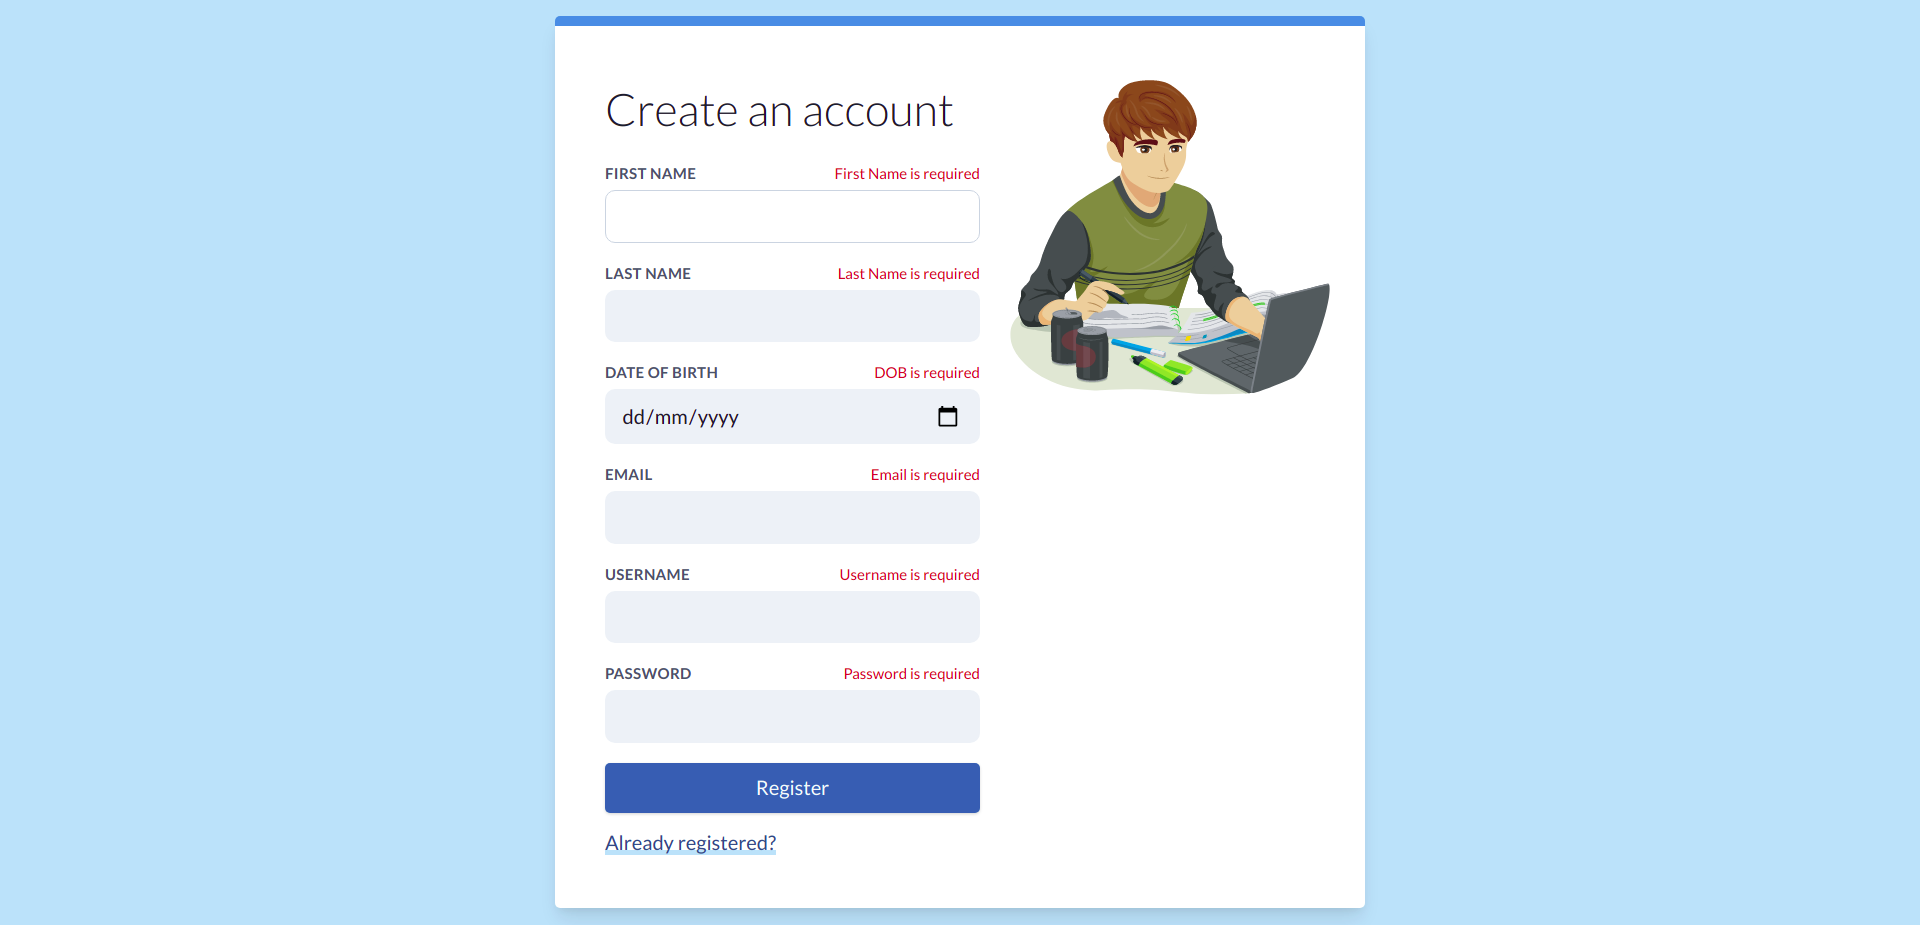 Create an account
FIRST NAME First Name is required
LAST NAME Last Name is required
DATE OF BIRTH DOB is required
dd/mm/yyyy
EMAIL Email is required
USERNAME Username is required
PASSWORD Password is required
Register
Already registered?